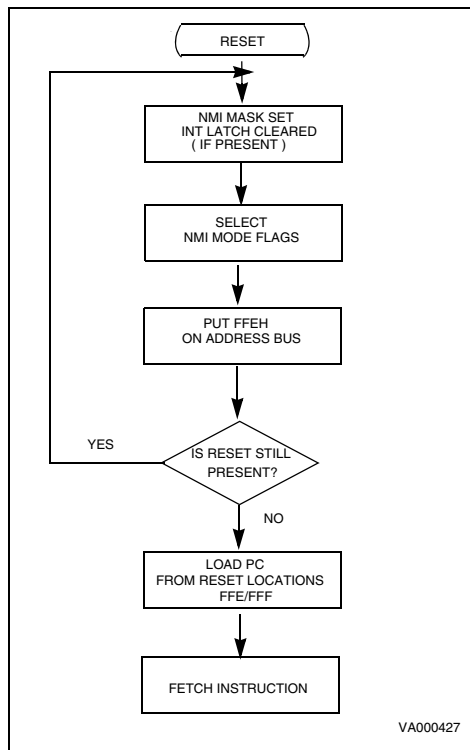 RESET
NMI MASK SET
INT LATCH CLEARED
( IF PRESENT )
SELECT
NMI MODE FLAGS
PUT FFEH
ON ADDRESS BUS
YES
IS RESET STILL
PRESENT?
NO
LOAD PC
FROM RESET LOCATIONS
FFE/FFF
FETCH INSTRUCTION
VA000427